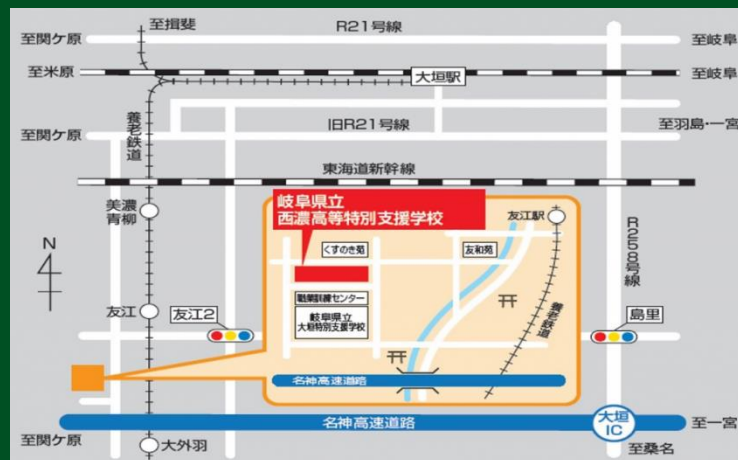 至揖斐
R21号線
至関ケ原
至岐阜
至米原
大垣駅
至岐阜
至関ケ原
養老鉄道
旧R21号線
至羽島・一宮
東海道新幹線
岐阜県立
西濃高等特別支援学校
美濃
青柳
友江駅
くすのき苑
友和苑
R258号線
N
職業訓練センター
岐阜県立
大垣特別支援学校
養老鉄道
友江
友江2
島里
名神高速道路
名神高速道路
大垣
IC
至一宮
至関ケ原
大外羽
至桑名